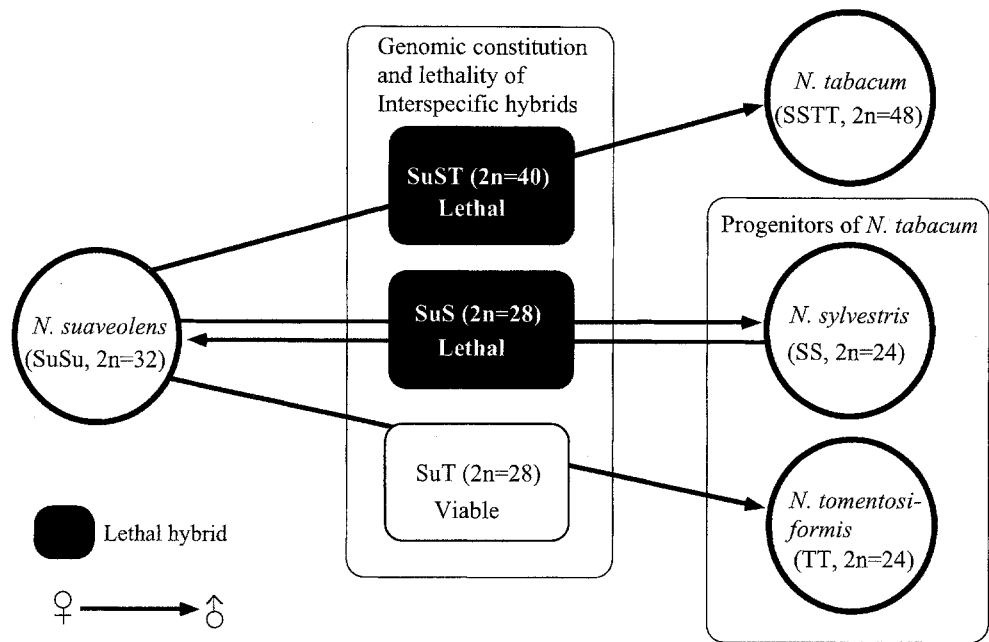 Genomic constitution
and lethality of
Interspecific hybrids
SuST (2n=40)
Lethal
SuS (2n=28)
Lethal
SuT (2n=28)
Viable
N. suaveolens
(SuSu, 2n=32)
N. tabacum
(SSTT, 2n=48)
Progenitors of N. tabacum
N. sylvestris
(SS, 2n=24)
N. tomentosi-
formis
(TT, 2n=24)
Lethal hybrid
♀ ♂